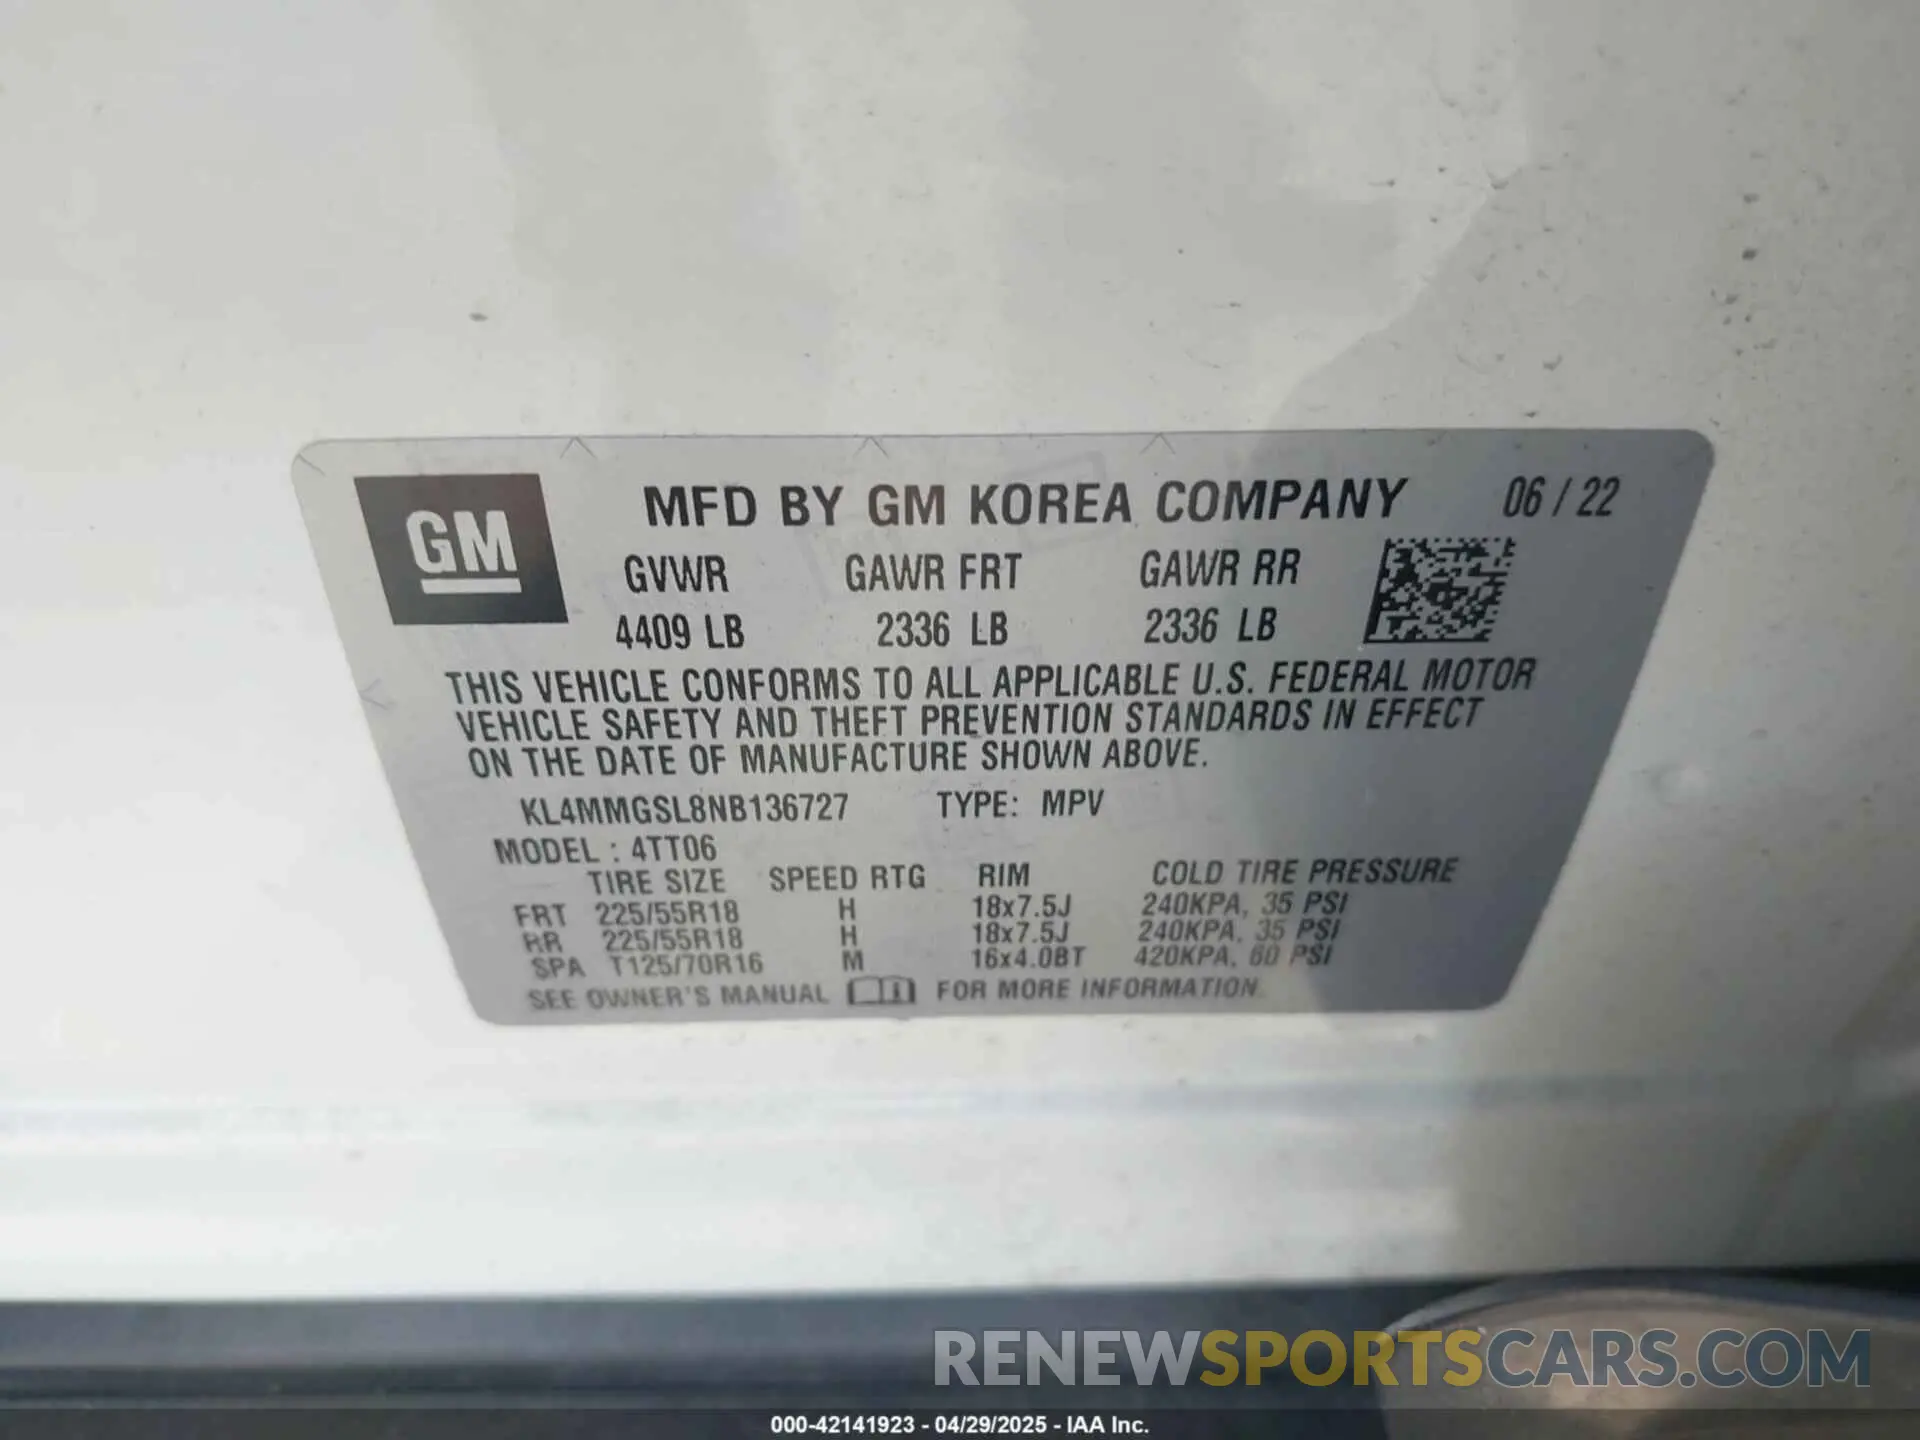 GM
MFD BY GM KOREA COMPANY 06 / 22
GVWR GAWR FRT GAWR RR
4409 LB 2336 LB 2336 LB
THIS VEHICLE CONFORMS TO ALL APPLICABLE U.S. FEDERAL MOTOR
VEHICLE SAFETY AND THEFT PREVENTION STANDARDS IN EFFECT
ON THE DATE OF MANUFACTURE SHOWN ABOVE.
KL4MMGSL8NB136727 TYPE: MPV
MODEL : 4TT06
TIRE SIZE SPEED RTG RIM COLD TIRE PRESSURE
FRT 225/55R18 H 18x7.5J 240KPA, 35 PSI
RR 225/55R18 H 18x7.5J 240KPA, 35 PSI
SPA T125/70R16 M 16x4.0BT 420KPA, 60 PSI
SEE OWNER'S MANUAL FOR MORE INFORMATION.
RENEWSPORTSCARS.COM
000-42141923 - 04/29/2025 - IAA Inc.